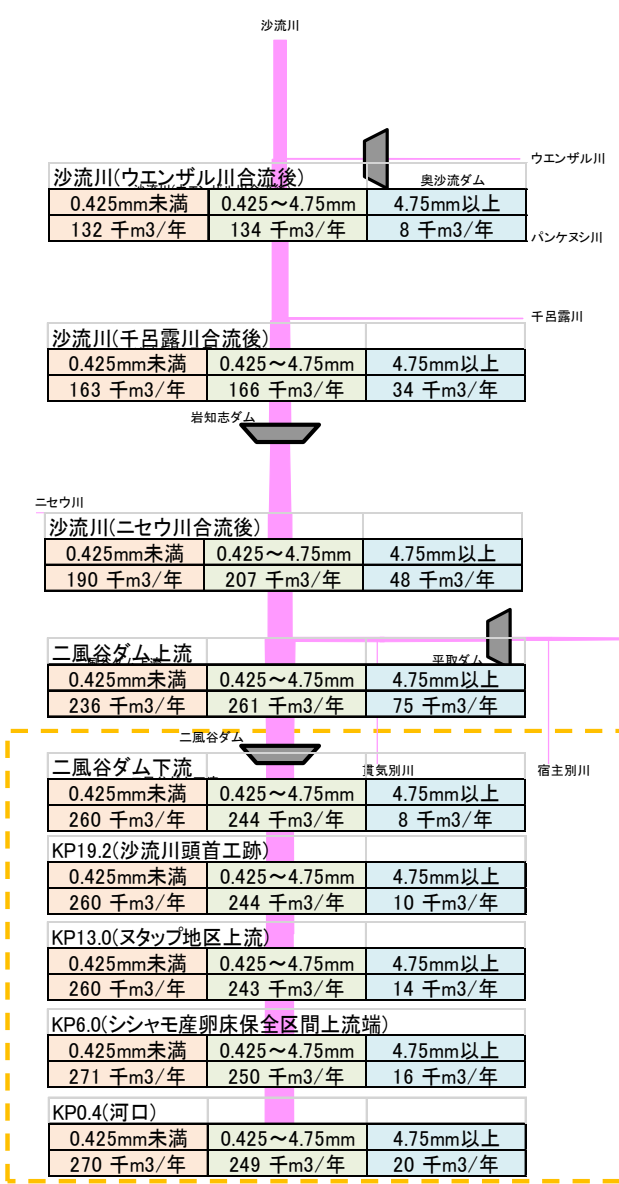 沙流川
ウエンザル川
沙流川(ウエンザル川合流後)
奥沙流ダム
0.425mm未満 0.425～4.75mm 4.75mm以上
132 千m3/年 134 千m3/年 8 千m3/年
パンケヌシ川
千呂露川
沙流川(千呂露川合流後)
0.425mm未満 0.425～4.75mm 4.75mm以上
163 千m3/年 166 千m3/年 34 千m3/年
岩知志ダム
ニセウ川
沙流川(ニセウ川合流後)
0.425mm未満 0.425～4.75mm 4.75mm以上
190 千m3/年 207 千m3/年 48 千m3/年
二風谷ダム上流
平取ダム
0.425mm未満 0.425～4.75mm 4.75mm以上
236 千m3/年 261 千m3/年 75 千m3/年
二風谷ダム
二風谷ダム下流
貫気別川
宿主別川
0.425mm未満 0.425～4.75mm 4.75mm以上
260 千m3/年 244 千m3/年 8 千m3/年
KP19.2(沙流川頭首工跡)
0.425mm未満 0.425～4.75mm 4.75mm以上
260 千m3/年 244 千m3/年 10 千m3/年
KP13.0(ヌタップ地区上流)
0.425mm未満 0.425～4.75mm 4.75mm以上
260 千m3/年 243 千m3/年 14 千m3/年
KP6.0(シシャモ産卵床保全区間上流端)
0.425mm未満 0.425～4.75mm 4.75mm以上
271 千m3/年 250 千m3/年 16 千m3/年
KP0.4(河口)
0.425mm未満 0.425～4.75mm 4.75mm以上
270 千m3/年 249 千m3/年 20 千m3/年